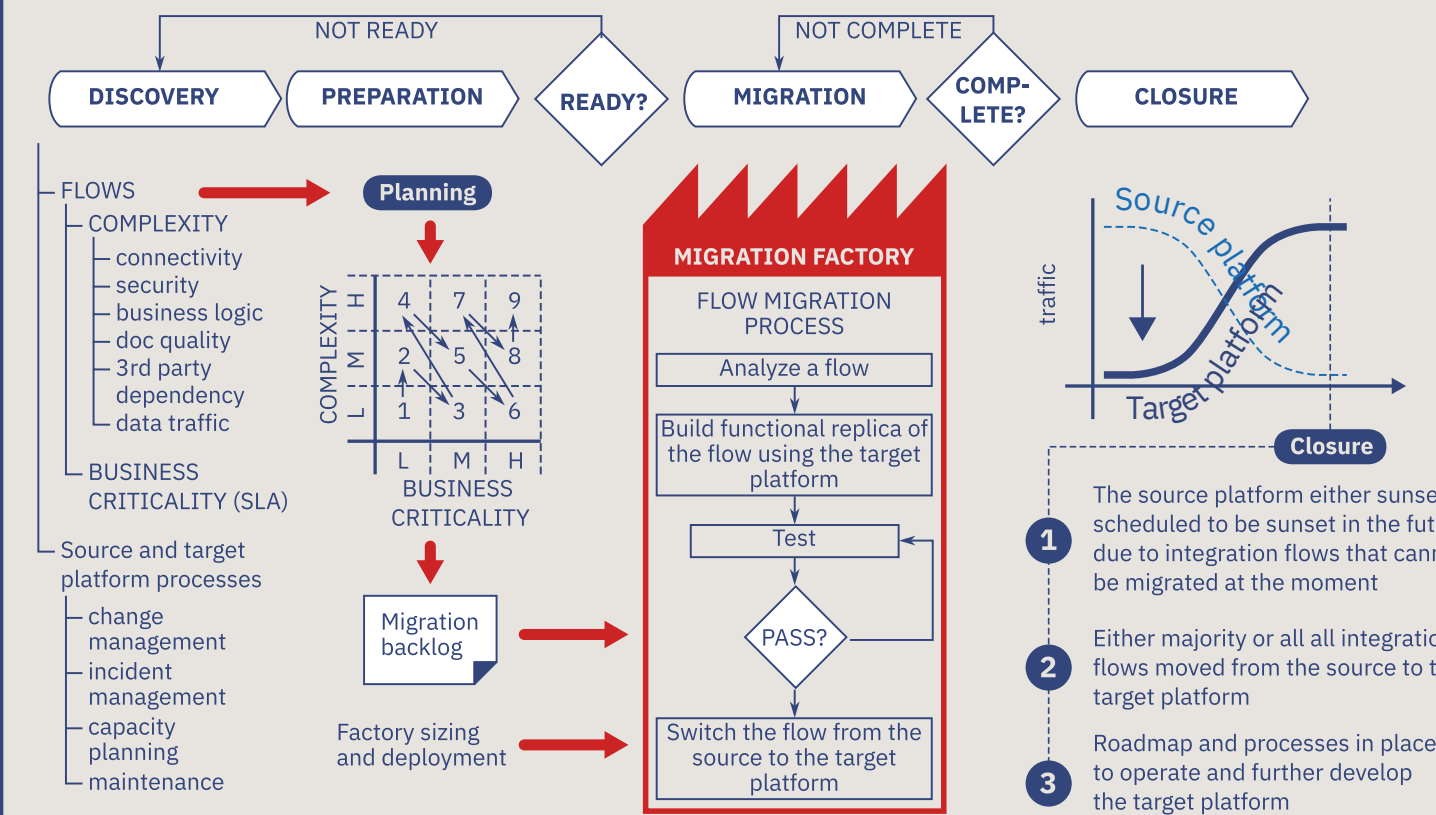 NOT READY
NOT COMPLETE
DISCOVERY
PREPARATION
READY?
MIGRATION
COMP-
LETE?
CLOSURE
FLOWS
COMPLEXITY
connectivity
security
business logic
doc quality
3rd party
dependency
data traffic
BUSINESS
CRITICALITY (SLA)
Source and target
platform processes
change
management
incident
management
capacity
planning
maintenance
Planning
COMPLEXITY
H
4 7 9
M
2 5 8
L
1 3 6
L M H
BUSINESS
CRITICALITY
Migration
backlog
Factory sizing
and deployment
MIGRATION FACTORY
FLOW MIGRATION
PROCESS
Analyze a flow
Build functional replica of
the flow using the target
platform
Test
PASS?
Switch the flow from the
source to the target
platform
traffic
Source platform
Target platform
Closure
1
The source platform either
scheduled to be sunset in the
due to integration flows that
be migrated at the moment
2
Either majority or all all
flows moved from the source to
target platform
3
Roadmap and processes in place
to operate and further develop
the target platform